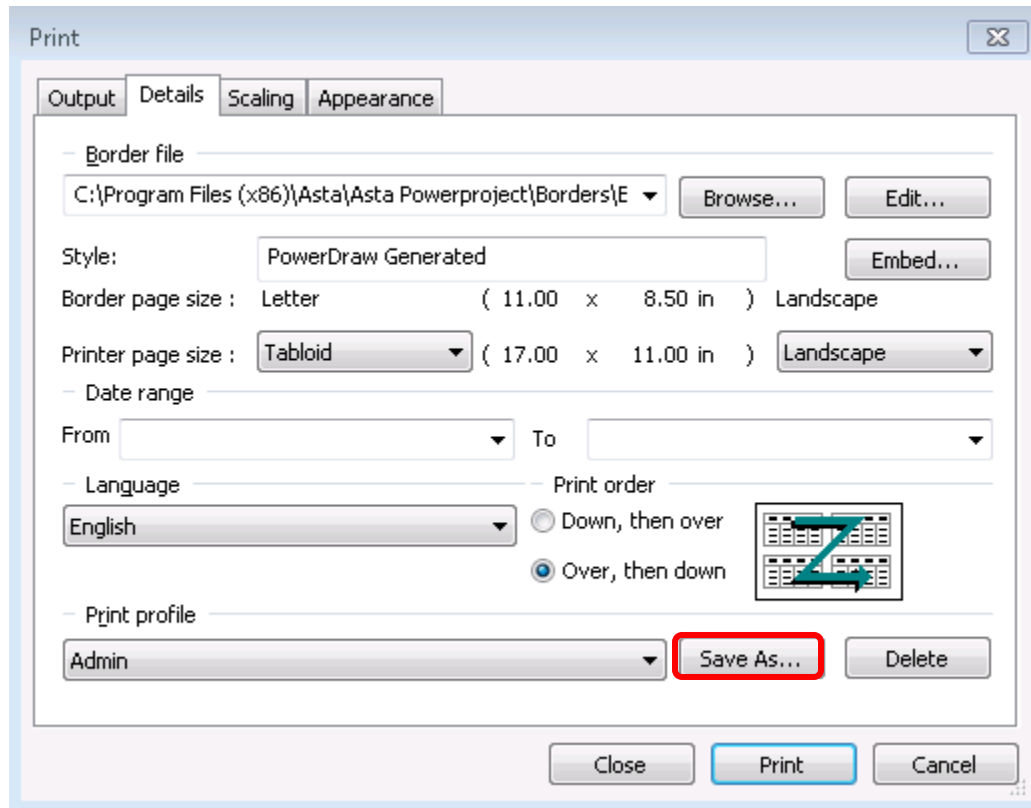 Print
Output Details Scaling Appearance
Border file
C:\Program Files (x86)\Asta\Asta Powerproject\Borders\E Browse... Edit...
Style: PowerDraw Generated Embed...
Border page size : Letter ( 11.00 x 8.50 in ) Landscape
Printer page size : Tabloid ( 17.00 x 11.00 in ) Landscape
Date range
From To
Language Print order
English Down, then over
Over, then down
Print profile
Admin Save As... Delete
Close Print Cancel